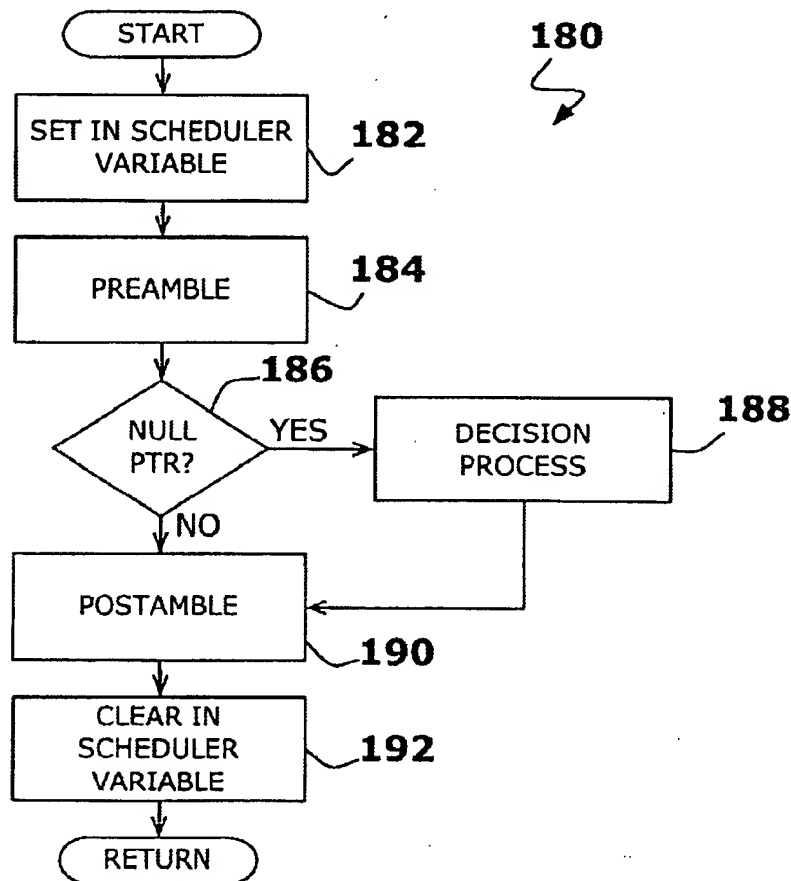 START
180
SET IN SCHEDULER
VARIABLE
182
PREAMBLE
184
186
NULL
PTR?
YES
DECISION
PROCESS
188
NO
POSTAMBLE
190
CLEAR IN
SCHEDULER
VARIABLE
192
RETURN